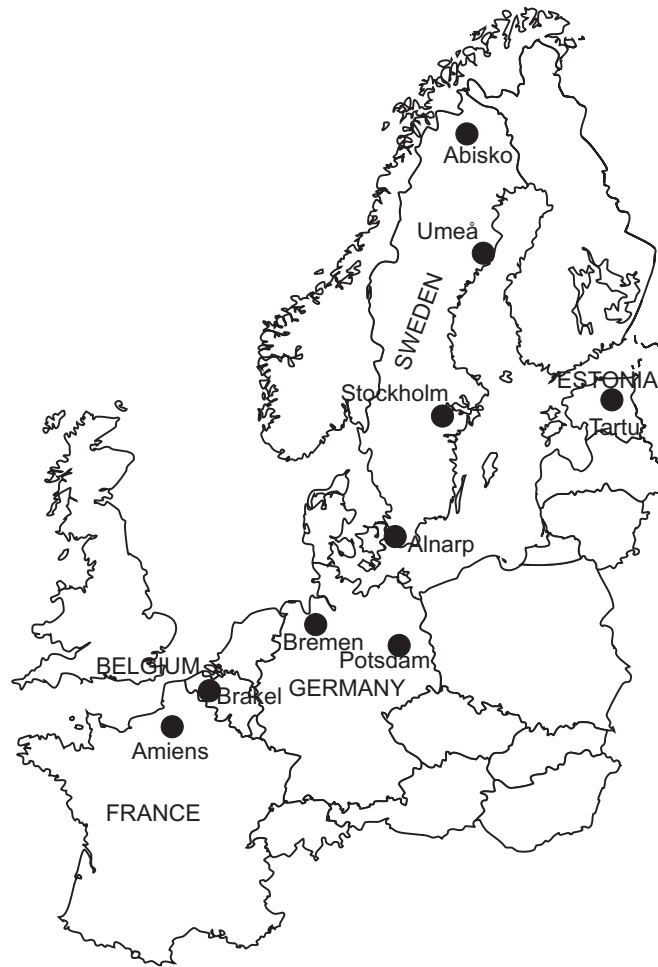 Abisko
Umeå
SWEDEN
ESTONIA
Stockholm
Tartu
Alnarp
Bremen
Potsdam
BELGIUM
GERMANY
Brakel
Amiens
FRANCE